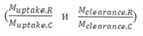 (M_uptake.R / M_uptake.C и M_clearance.R / M_clearance.C)